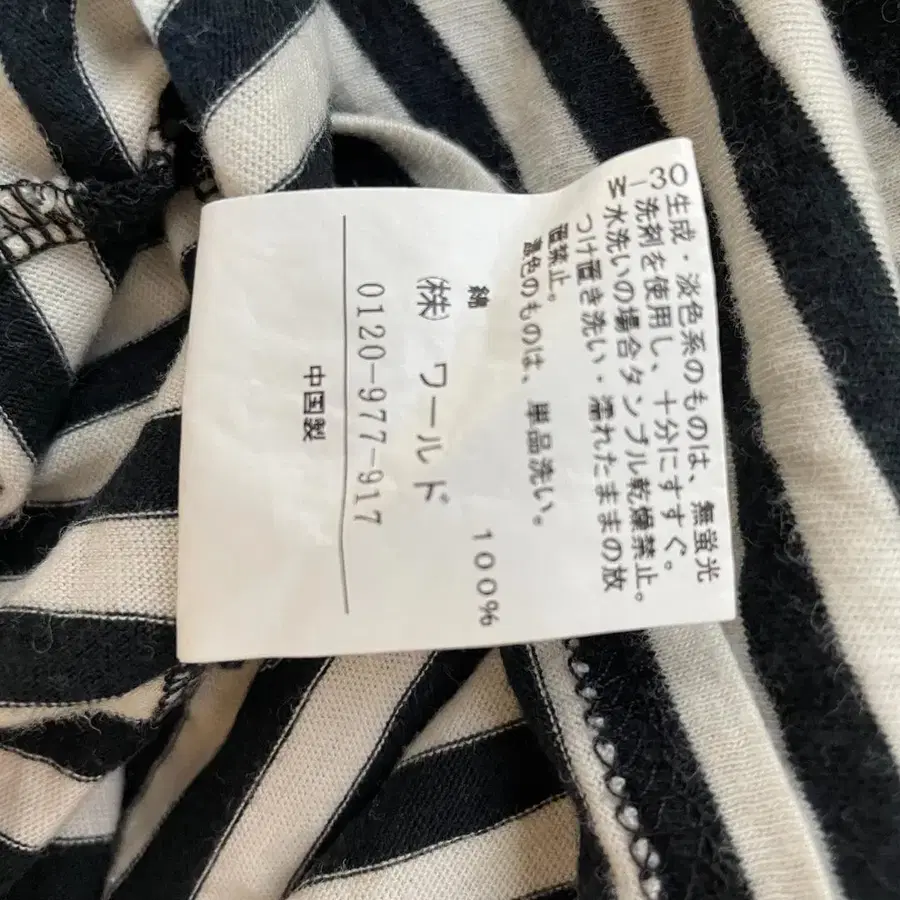 W-30
生成・淡色系のものは、無蛍光
洗剤を使用し、十分にすすぐ。
水洗いの場合タンブル乾燥禁止。
つけ置き洗い・濡れたままの放
置禁止。
濃色のものは、単品洗い。
綿 100%
㈱ ワールド
0120-977-917
中国製